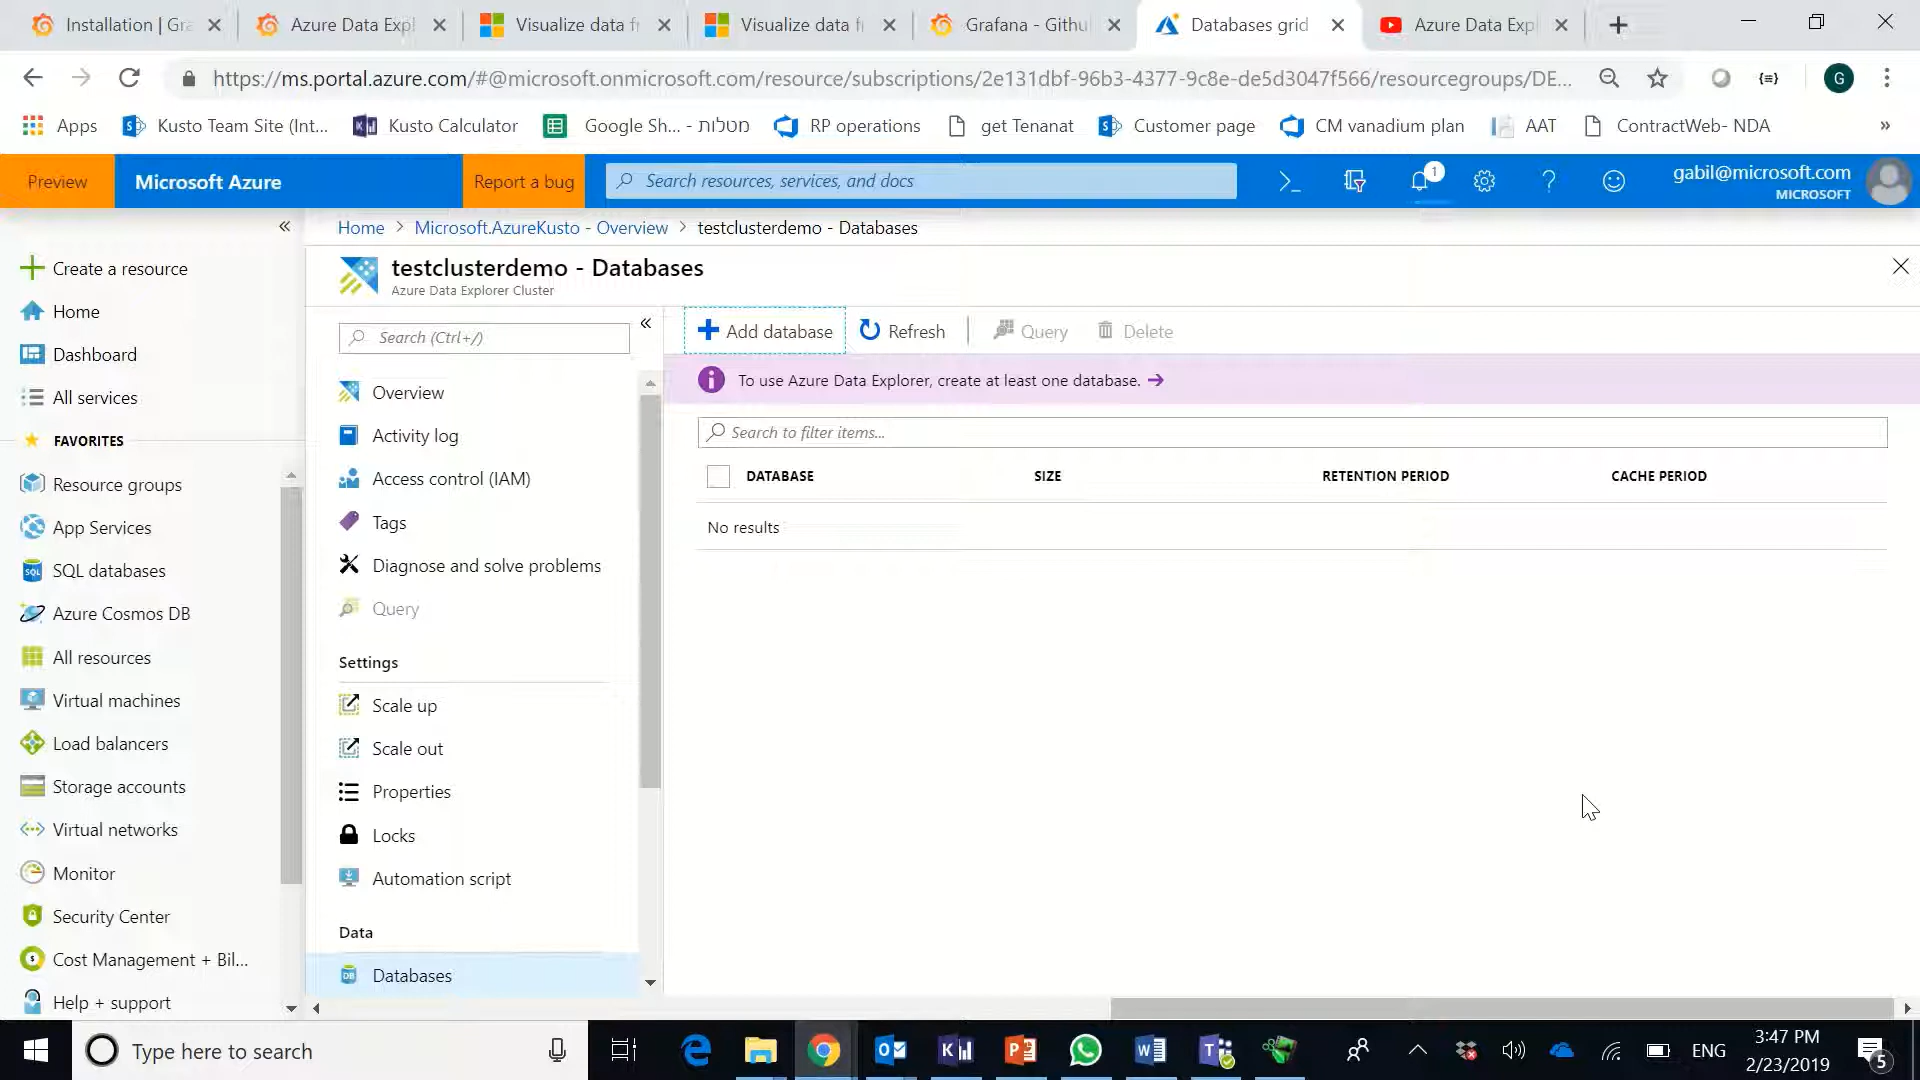 Installation | Gra
Azure Data Expl
Visualize data fr
Visualize data fr
Grafana - Githu
Databases grid
Azure Data Expl
https://ms.portal.azure.com/#@microsoft.onmicrosoft.com/resource/subscriptions/2e131dbf-96b3-4377-9c8e-de5d3047f566/resourcegroups/DE...
G
Apps
Kusto Team Site (Int...
Kusto Calculator
Google Sh... - מטלות
RP operations
get Tenanat
Customer page
CM vanadium plan
AAT
ContractWeb- NDA
»
Preview
Microsoft Azure
Report a bug
Search resources, services, and docs
1
gabil@microsoft.com
MICROSOFT
Home > Microsoft.AzureKusto - Overview > testclusterdemo - Databases
testclusterdemo - Databases
Azure Data Explorer Cluster
Create a resource
Home
Dashboard
All services
FAVORITES
Resource groups
App Services
SQL databases
Azure Cosmos DB
All resources
Virtual machines
Load balancers
Storage accounts
Virtual networks
Monitor
Security Center
Cost Management + Bil...
Help + support
Search (Ctrl+/)
Overview
Activity log
Access control (IAM)
Tags
Diagnose and solve problems
Query
Settings
Scale up
Scale out
Properties
Locks
Automation script
Data
Databases
Add database
Refresh
Query
Delete
To use Azure Data Explorer, create at least one database. →
Search to filter items...
DATABASE SIZE RETENTION PERIOD CACHE PERIOD
No results
Type here to search
ENG
3:47 PM
2/23/2019
5